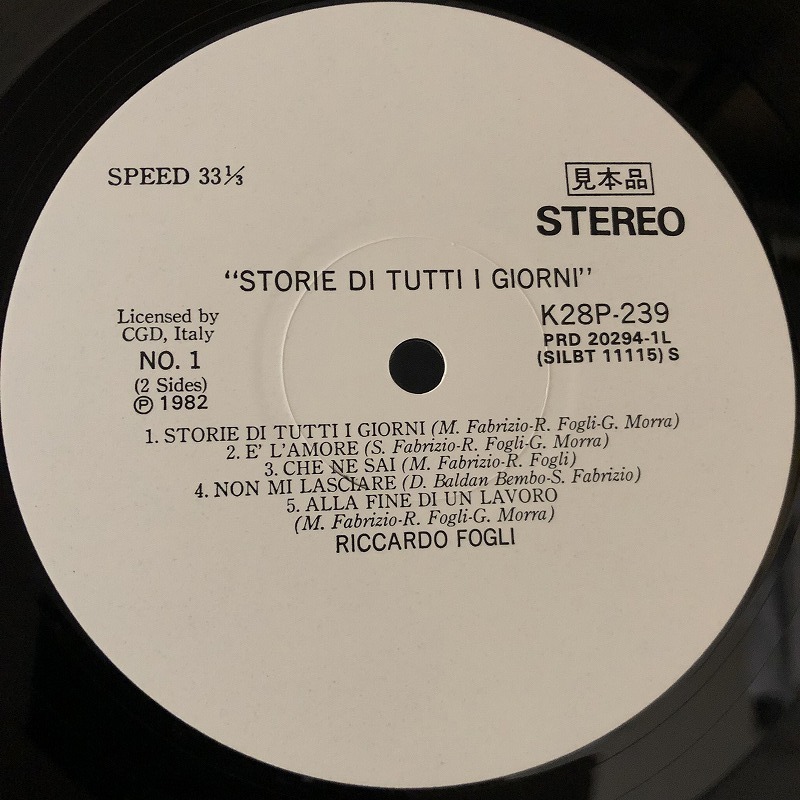 SPEED 33⅓
見本品
STEREO
“STORIE DI TUTTI I GIORNI”
Licensed by
CGD, Italy
NO. 1
(2 Sides)
Ⓟ 1982
K28P-239
PRD 20294-1L
(SILBT 11115) S
1. STORIE DI TUTTI I GIORNI (M. Fabrizio-R. Fogli-G. Morra)
2. E' L'AMORE (S. Fabrizio-R. Fogli-G. Morra)
3. CHE NE SAI (M. Fabrizio-R. Fogli)
4. NON MI LASCIARE (D. Baldan Bembo-S. Fabrizio)
5. ALLA FINE DI UN LAVORO
(M. Fabrizio-R. Fogli-G. Morra)
RICCARDO FOGLI